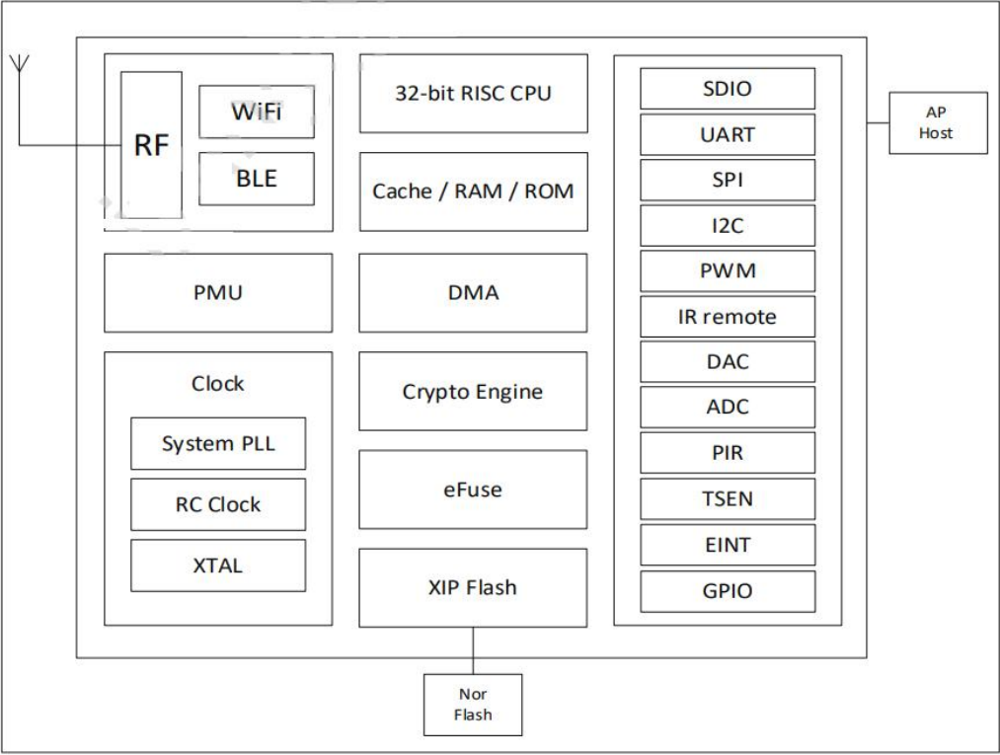 RF
WiFi
BLE
PMU
Clock
System PLL
RC Clock
XTAL
32-bit RISC CPU
Cache / RAM / ROM
DMA
Crypto Engine
eFuse
XIP Flash
SDIO
UART
SPI
I2C
PWM
IR remote
DAC
ADC
PIR
TSEN
EINT
GPIO
AP
Host
Nor
Flash